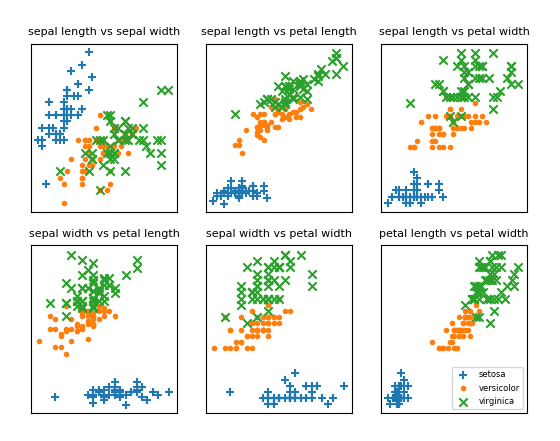 sepal length vs sepal width
sepal length vs petal length
sepal length vs petal width
sepal width vs petal length
sepal width vs petal width
petal length vs petal width
setosa
versicolor
virginica